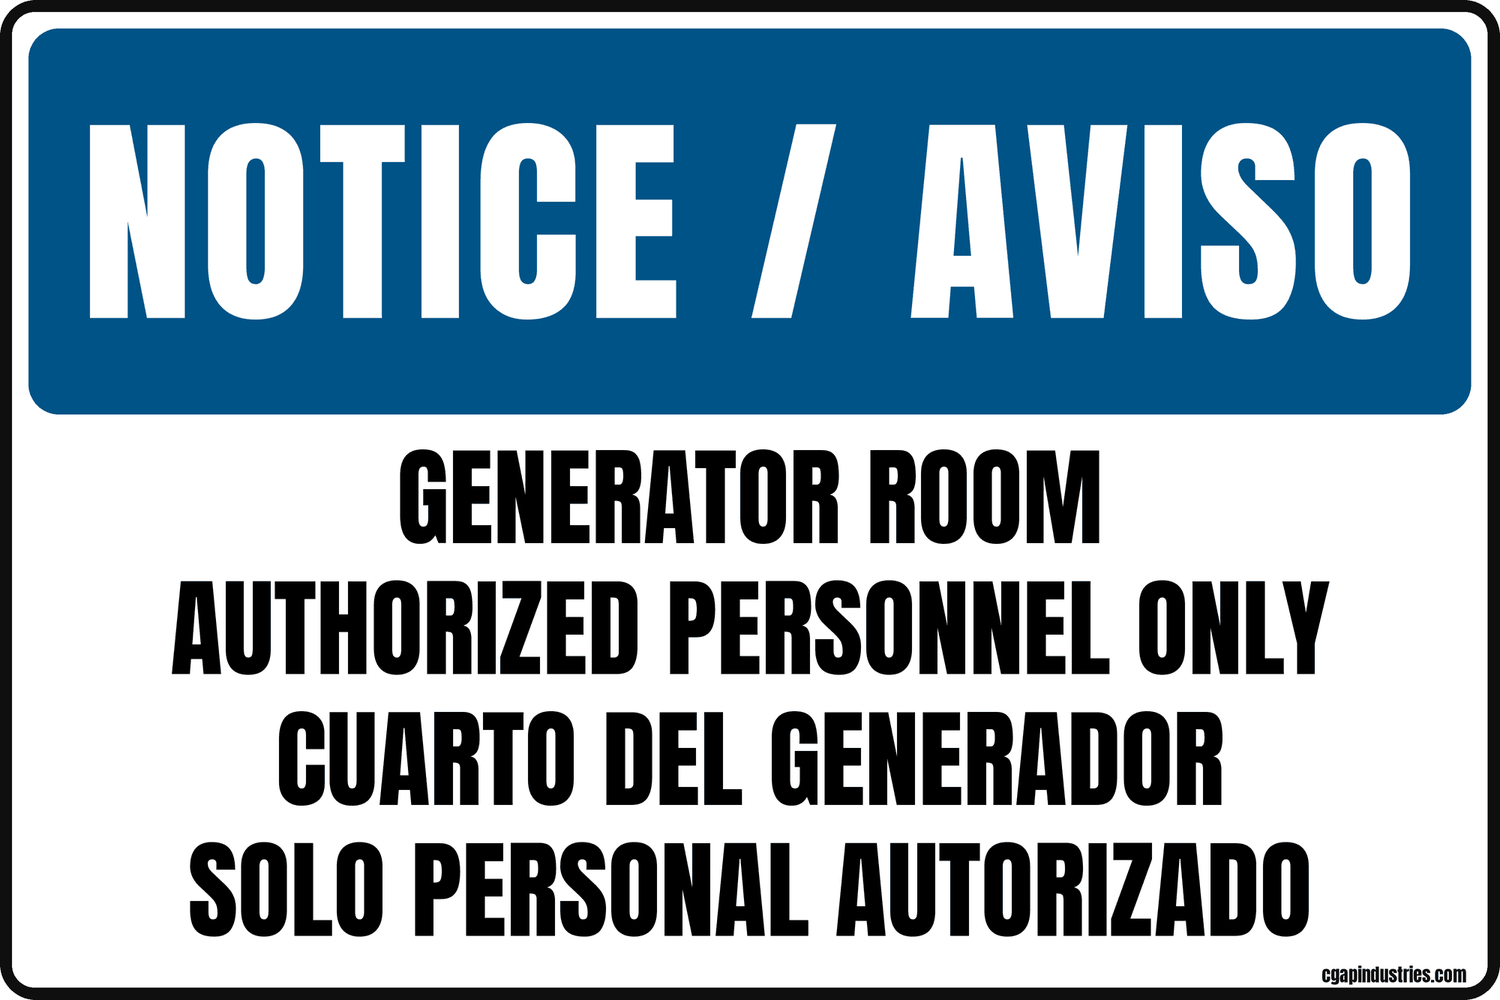 NOTICE / AVISO
GENERATOR ROOM
AUTHORIZED PERSONNEL ONLY
CUARTO DEL GENERADOR
SOLO PERSONAL AUTORIZADO
cgapindustries.com